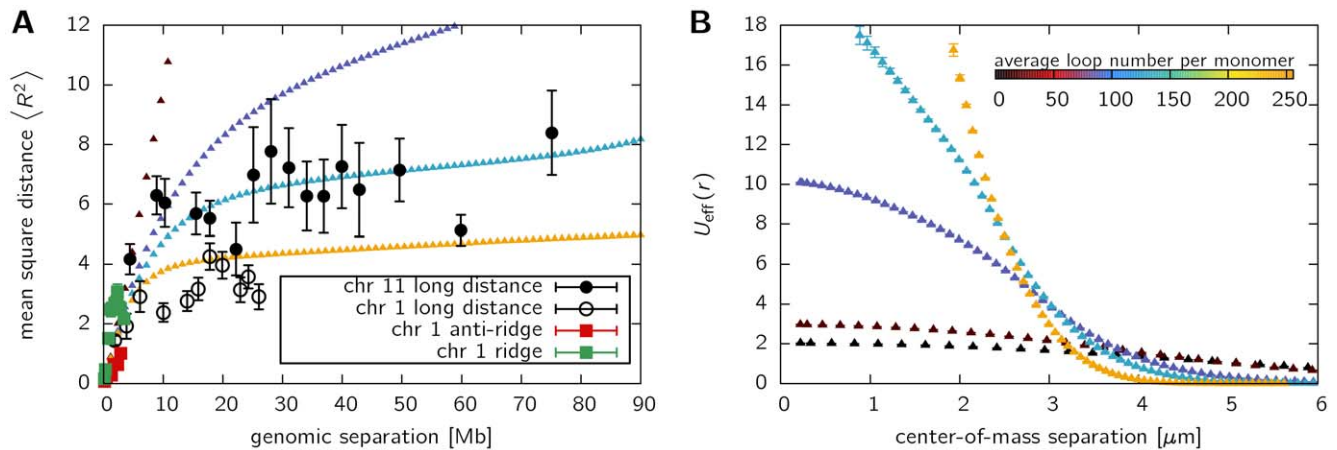 A
mean square distance ⟨R²⟩
12
10
8
6
4
2
0
0 10 20 30 40 50 60 70 80 90
genomic separation [Mb]
chr 11 long distance
chr 1 long distance
chr 1 anti-ridge
chr 1 ridge
B
U_eff(r)
18
16
14
12
10
8
6
4
2
0
0 1 2 3 4 5 6
center-of-mass separation [μm]
average loop number per monomer
0 50 100 150 200 250